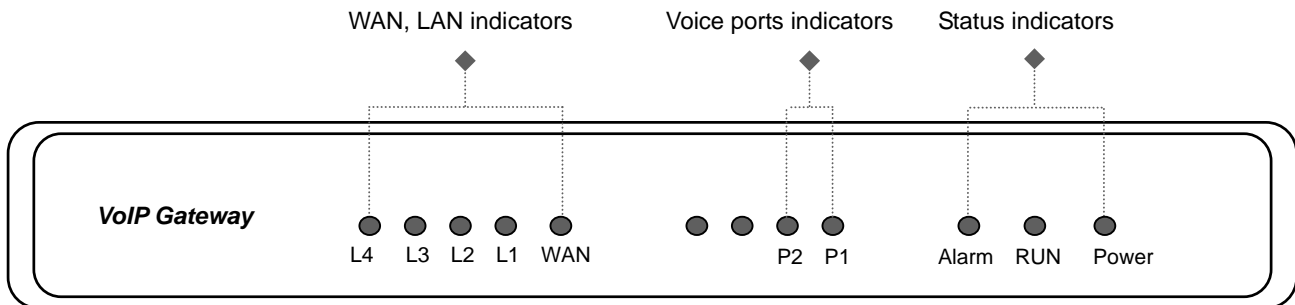 WAN, LAN indicators
Voice ports indicators
Status indicators
VoIP Gateway
L4 L3 L2 L1 WAN
P2 P1
Alarm RUN Power